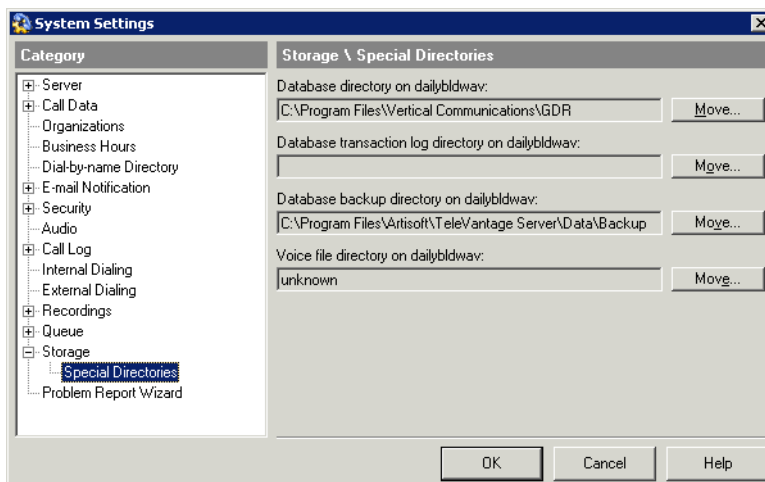 System Settings
Category
Server
Call Data
Organizations
Business Hours
Dial-by-name Directory
E-mail Notification
Security
Audio
Call Log
Internal Dialing
External Dialing
Recordings
Queue
Storage
Special Directories
Problem Report Wizard
Storage \ Special Directories
Database directory on dailybldwav:
C:\Program Files\Vertical Communications\GDR
Move...
Database transaction log directory on dailybldwav:
Move...
Database backup directory on dailybldwav:
C:\Program Files\Artisoft\TeleVantage Server\Data\Backup
Move...
Voice file directory on dailybldwav:
unknown
Move...
OK
Cancel
Help